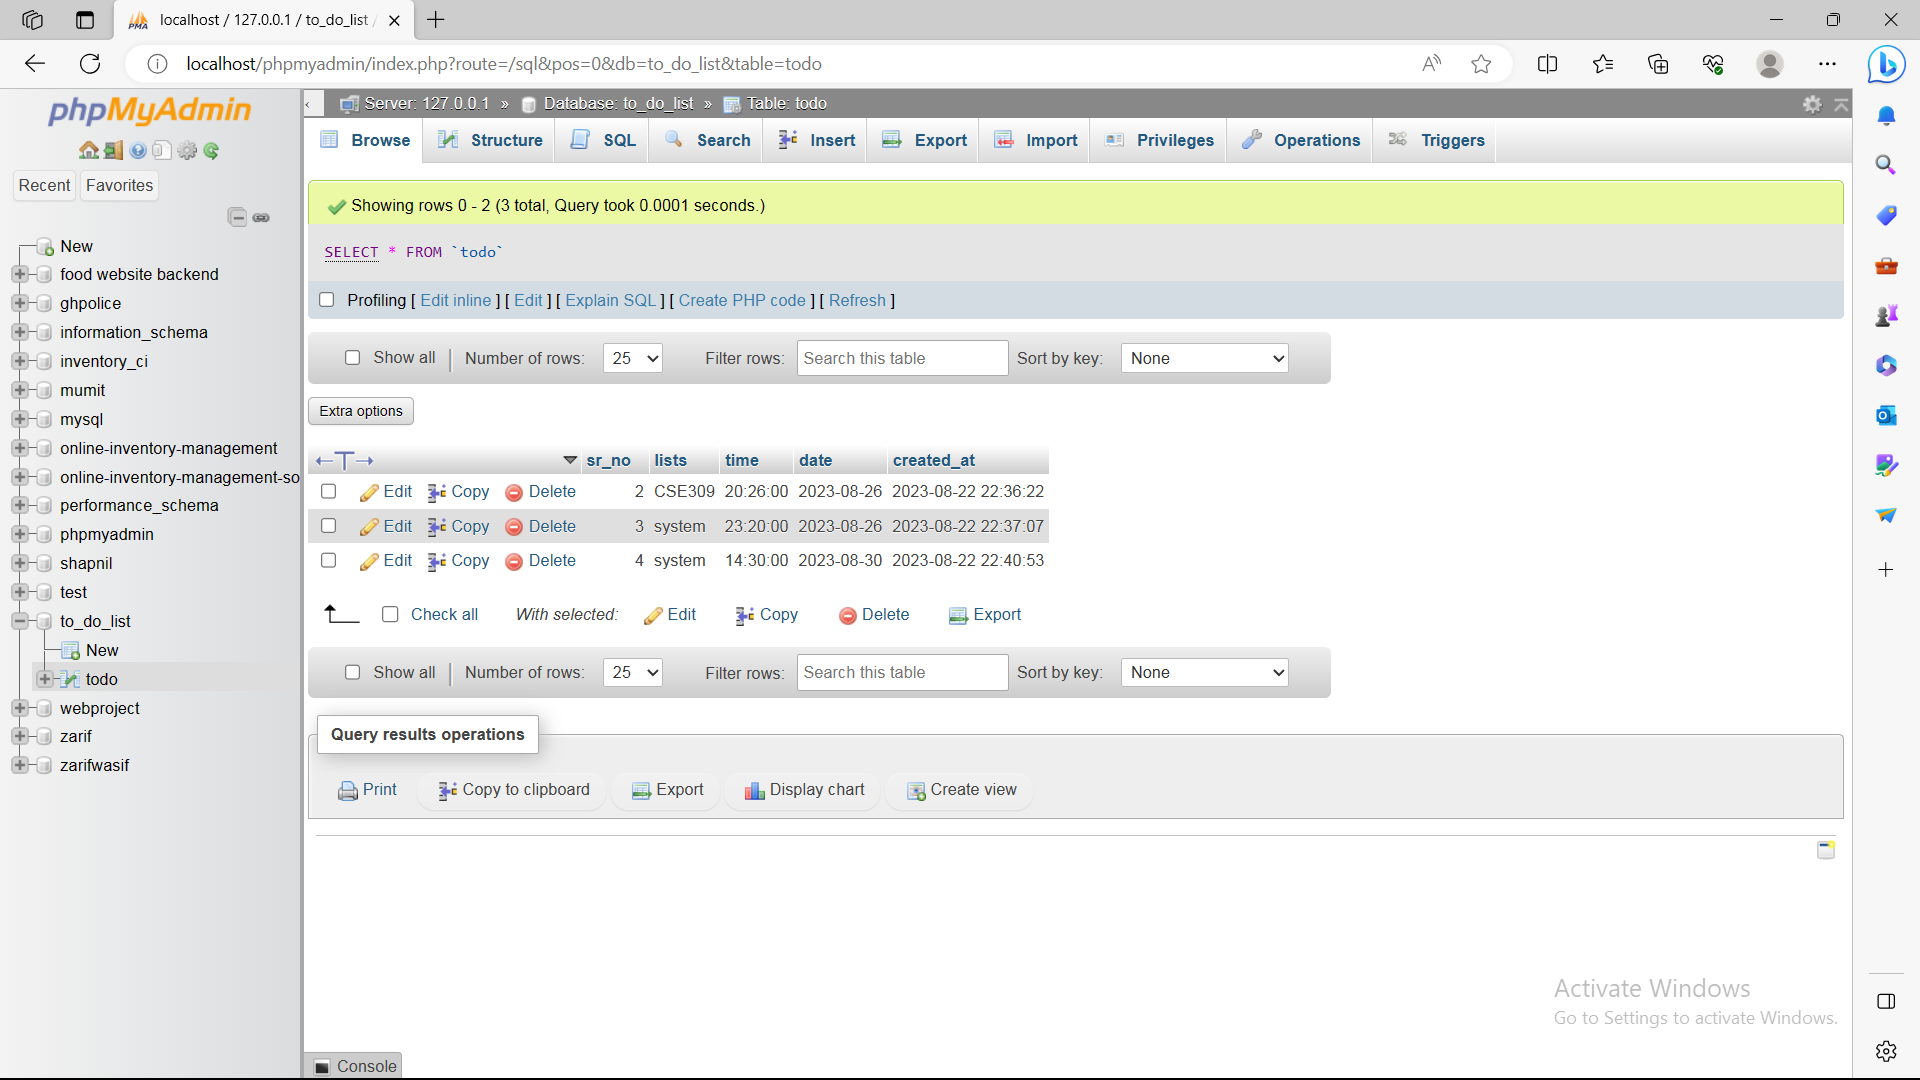 localhost / 127.0.0.1 / to_do_list /
localhost/phpmyadmin/index.php?route=/sql&pos=0&db=to_do_list&table=todo
phpMyAdmin
Recent Favorites
New
food website backend
ghpolice
information_schema
inventory_ci
mumit
mysql
online-inventory-management
online-inventory-management-so
performance_schema
phpmyadmin
shapnil
test
to_do_list
New
todo
webproject
zarif
zarifwasif
Server: 127.0.0.1 » Database: to_do_list » Table: todo
Browse Structure SQL Search Insert Export Import Privileges Operations Triggers
Showing rows 0 - 2 (3 total, Query took 0.0001 seconds.)
SELECT * FROM `todo`
Profiling [ Edit inline ] [ Edit ] [ Explain SQL ] [ Create PHP code ] [ Refresh ]
Show all Number of rows: 25 Filter rows: Search this table Sort by key: None
Extra options
sr_no lists time date created_at
Edit Copy Delete 2 CSE309 20:26:00 2023-08-26 2023-08-22 22:36:22
Edit Copy Delete 3 system 23:20:00 2023-08-26 2023-08-22 22:37:07
Edit Copy Delete 4 system 14:30:00 2023-08-30 2023-08-22 22:40:53
Check all With selected: Edit Copy Delete Export
Show all Number of rows: 25 Filter rows: Search this table Sort by key: None
Query results operations
Print Copy to clipboard Export Display chart Create view
Activate Windows
Go to Settings to activate Windows.
Console